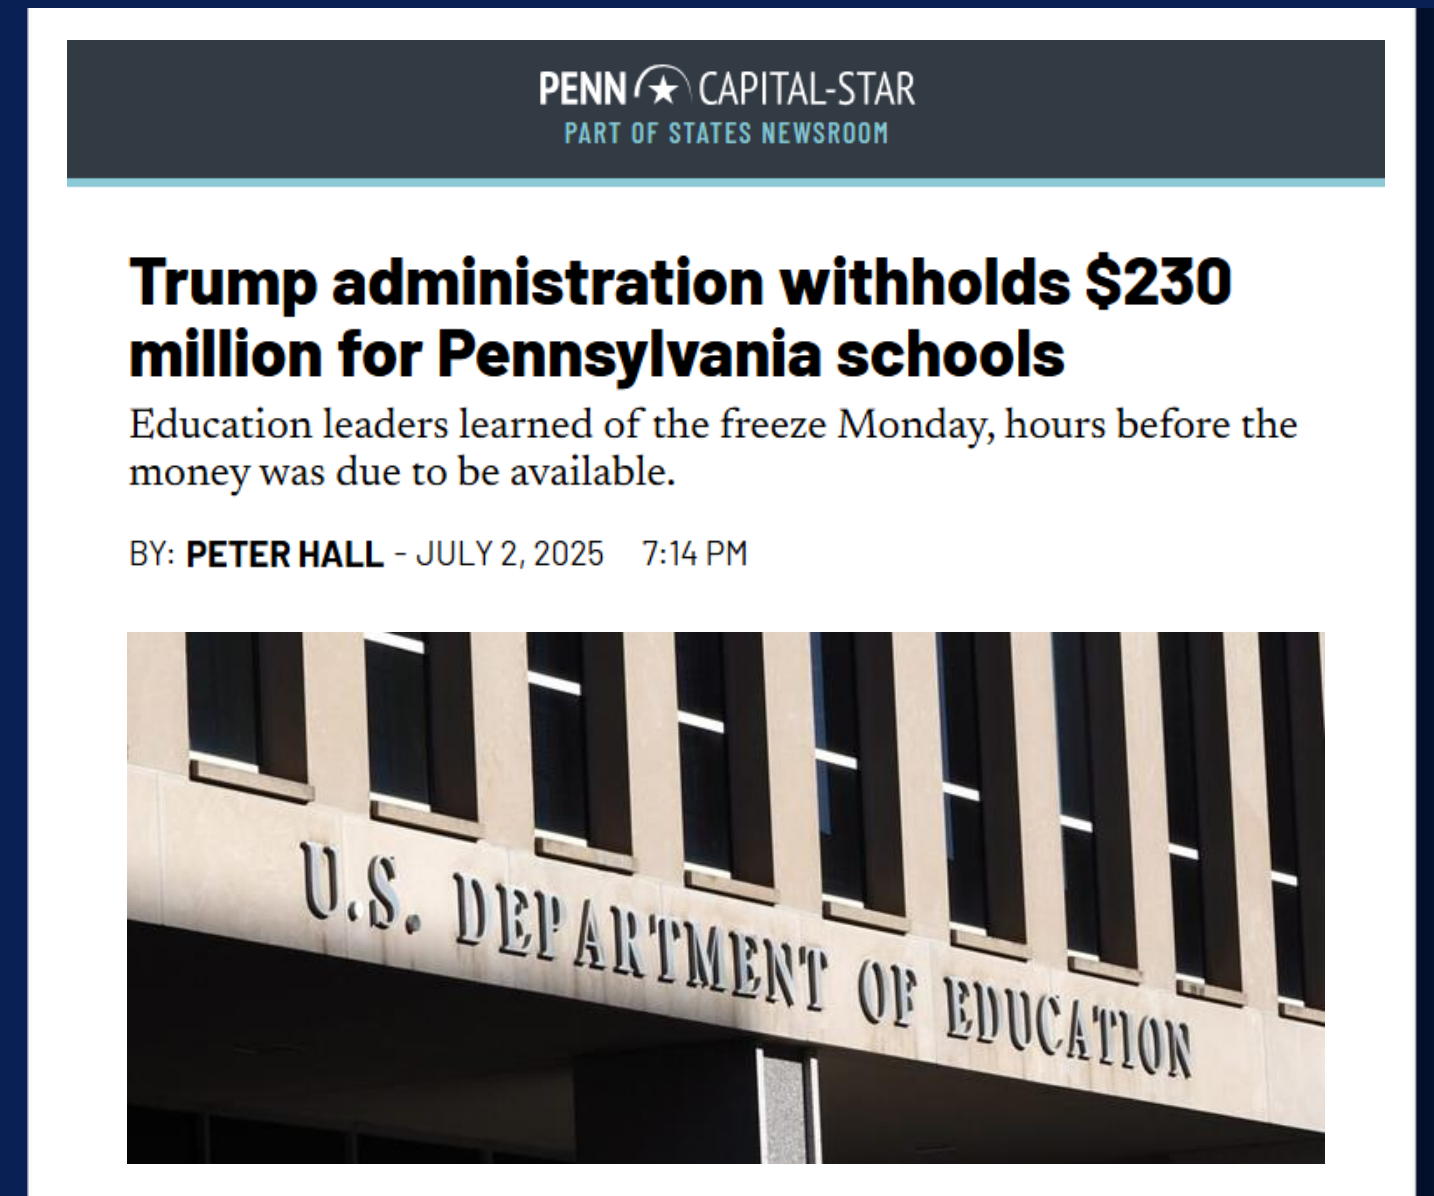 PENN CAPITAL-STAR
PART OF STATES NEWSROOM
Trump administration withholds $230
million for Pennsylvania schools
Education leaders learned of the freeze Monday, hours before the
money was due to be available.
BY: PETER HALL - JULY 2, 2025 7:14 PM
U.S. DEPARTMENT OF EDUCATION